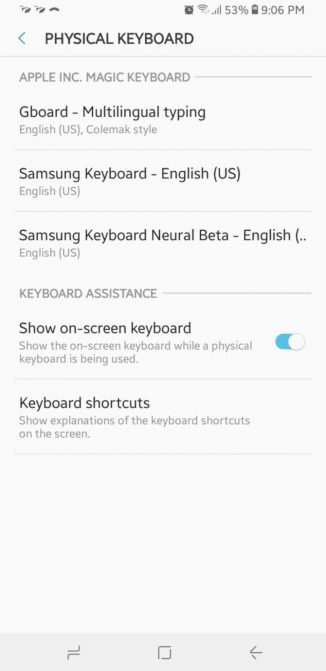 53% 9:06 PM
PHYSICAL KEYBOARD
APPLE INC. MAGIC KEYBOARD
Gboard - Multilingual typing
English (US), Colemak style
Samsung Keyboard - English (US)
English (US)
Samsung Keyboard Neural Beta - English (..
English (US)
KEYBOARD ASSISTANCE
Show on-screen keyboard
Show the on-screen keyboard while a physical
keyboard is being used.
Keyboard shortcuts
Show explanations of the keyboard shortcuts
on the screen.